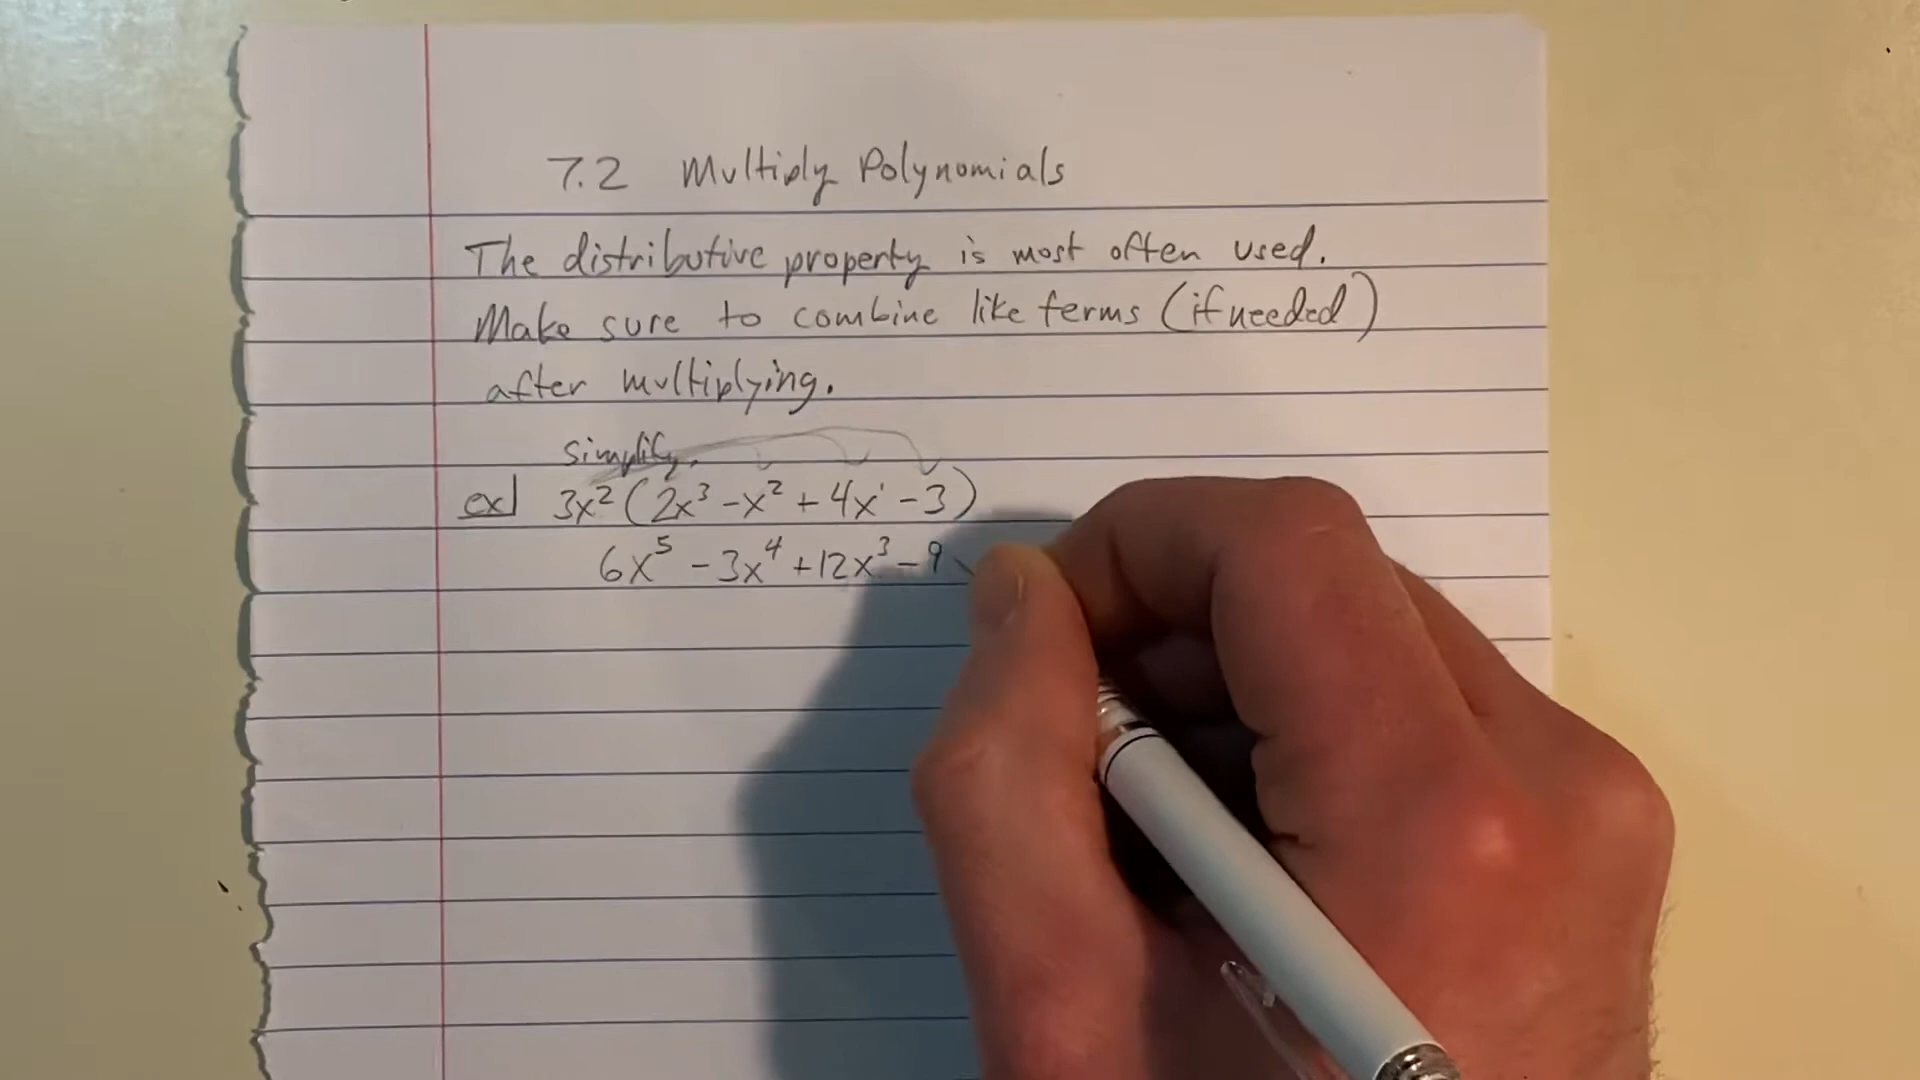 7.2 Multiply Polynomials
The distributive property is most often used.
Make sure to combine like terms (if needed)
after multiplying.
Simplify.
ex) 3x² (2x³ - x² + 4x¹ - 3)
6x⁵ - 3x⁴ + 12x³ - 9